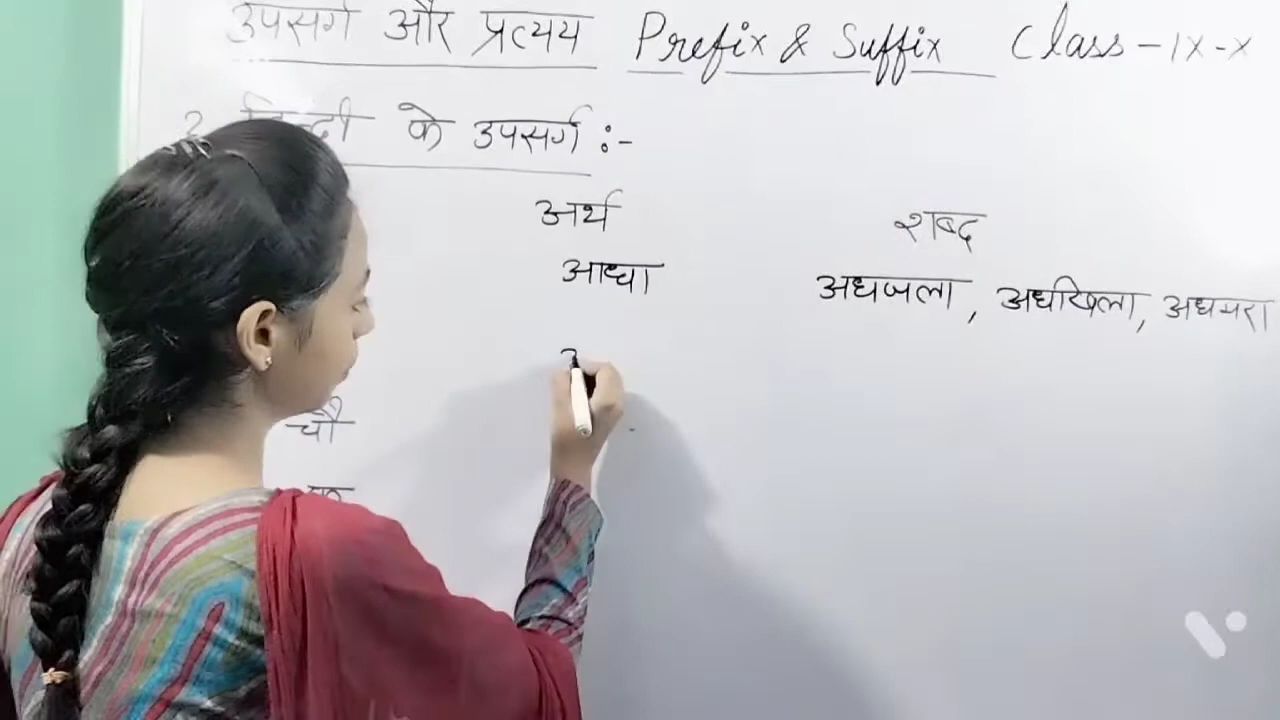 उपसर्ग और प्रत्यय Prefix & Suffix Class - IX - X
हिन्दी के उपसर्ग :-
अर्थ शब्द
आधा अधजला, अधखिला, अधमरा
चौ